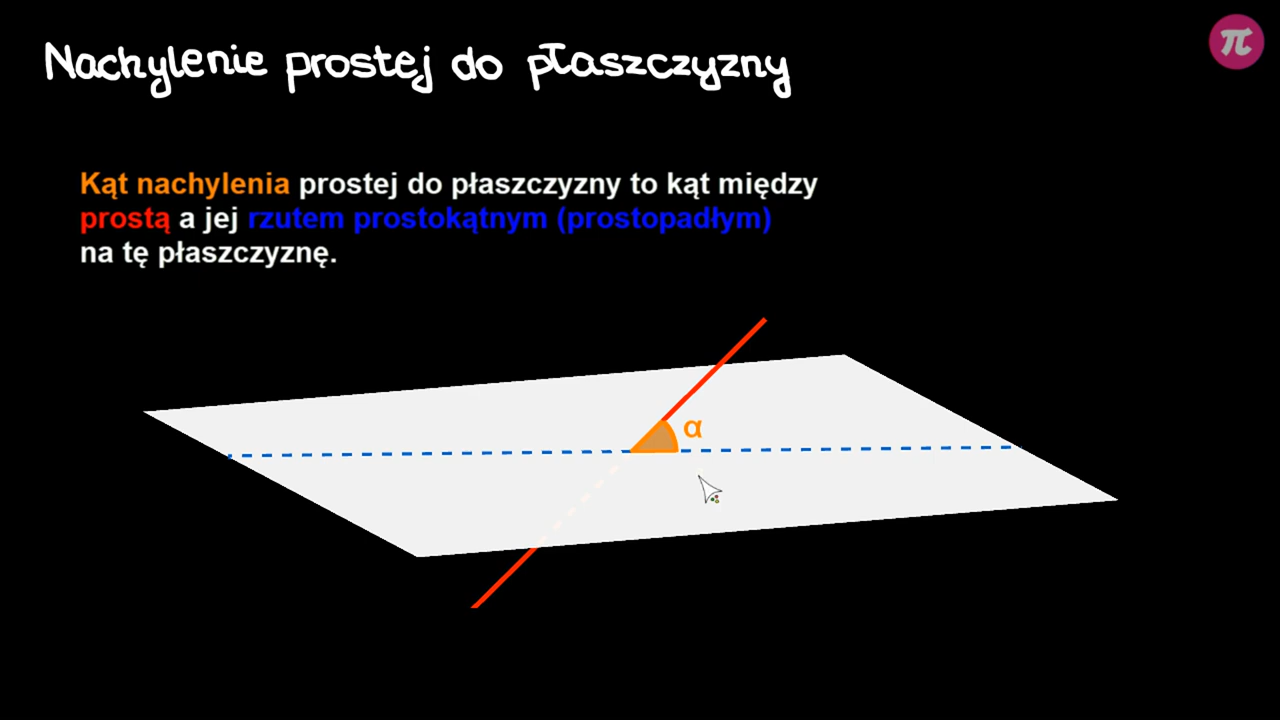 Nachylenie prostej do płaszczyzny
π
Kąt nachylenia prostej do płaszczyzny to kąt między
prostą a jej rzutem prostokątnym (prostopadłym)
na tę płaszczyznę.
α